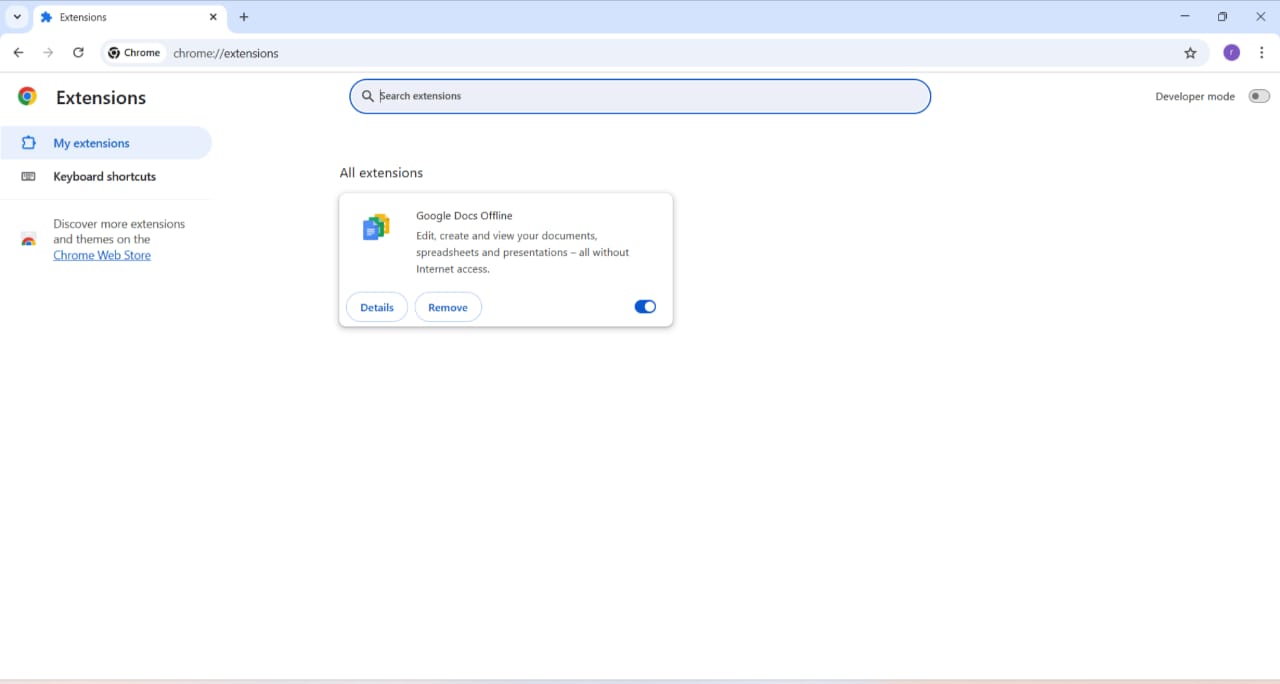 Extensions
Chrome
chrome://extensions
r
Extensions
Search extensions
Developer mode
My extensions
Keyboard shortcuts
Discover more extensions
and themes on the
Chrome Web Store
All extensions
Google Docs Offline
Edit, create and view your documents,
spreadsheets and presentations – all without
Internet access.
Details
Remove